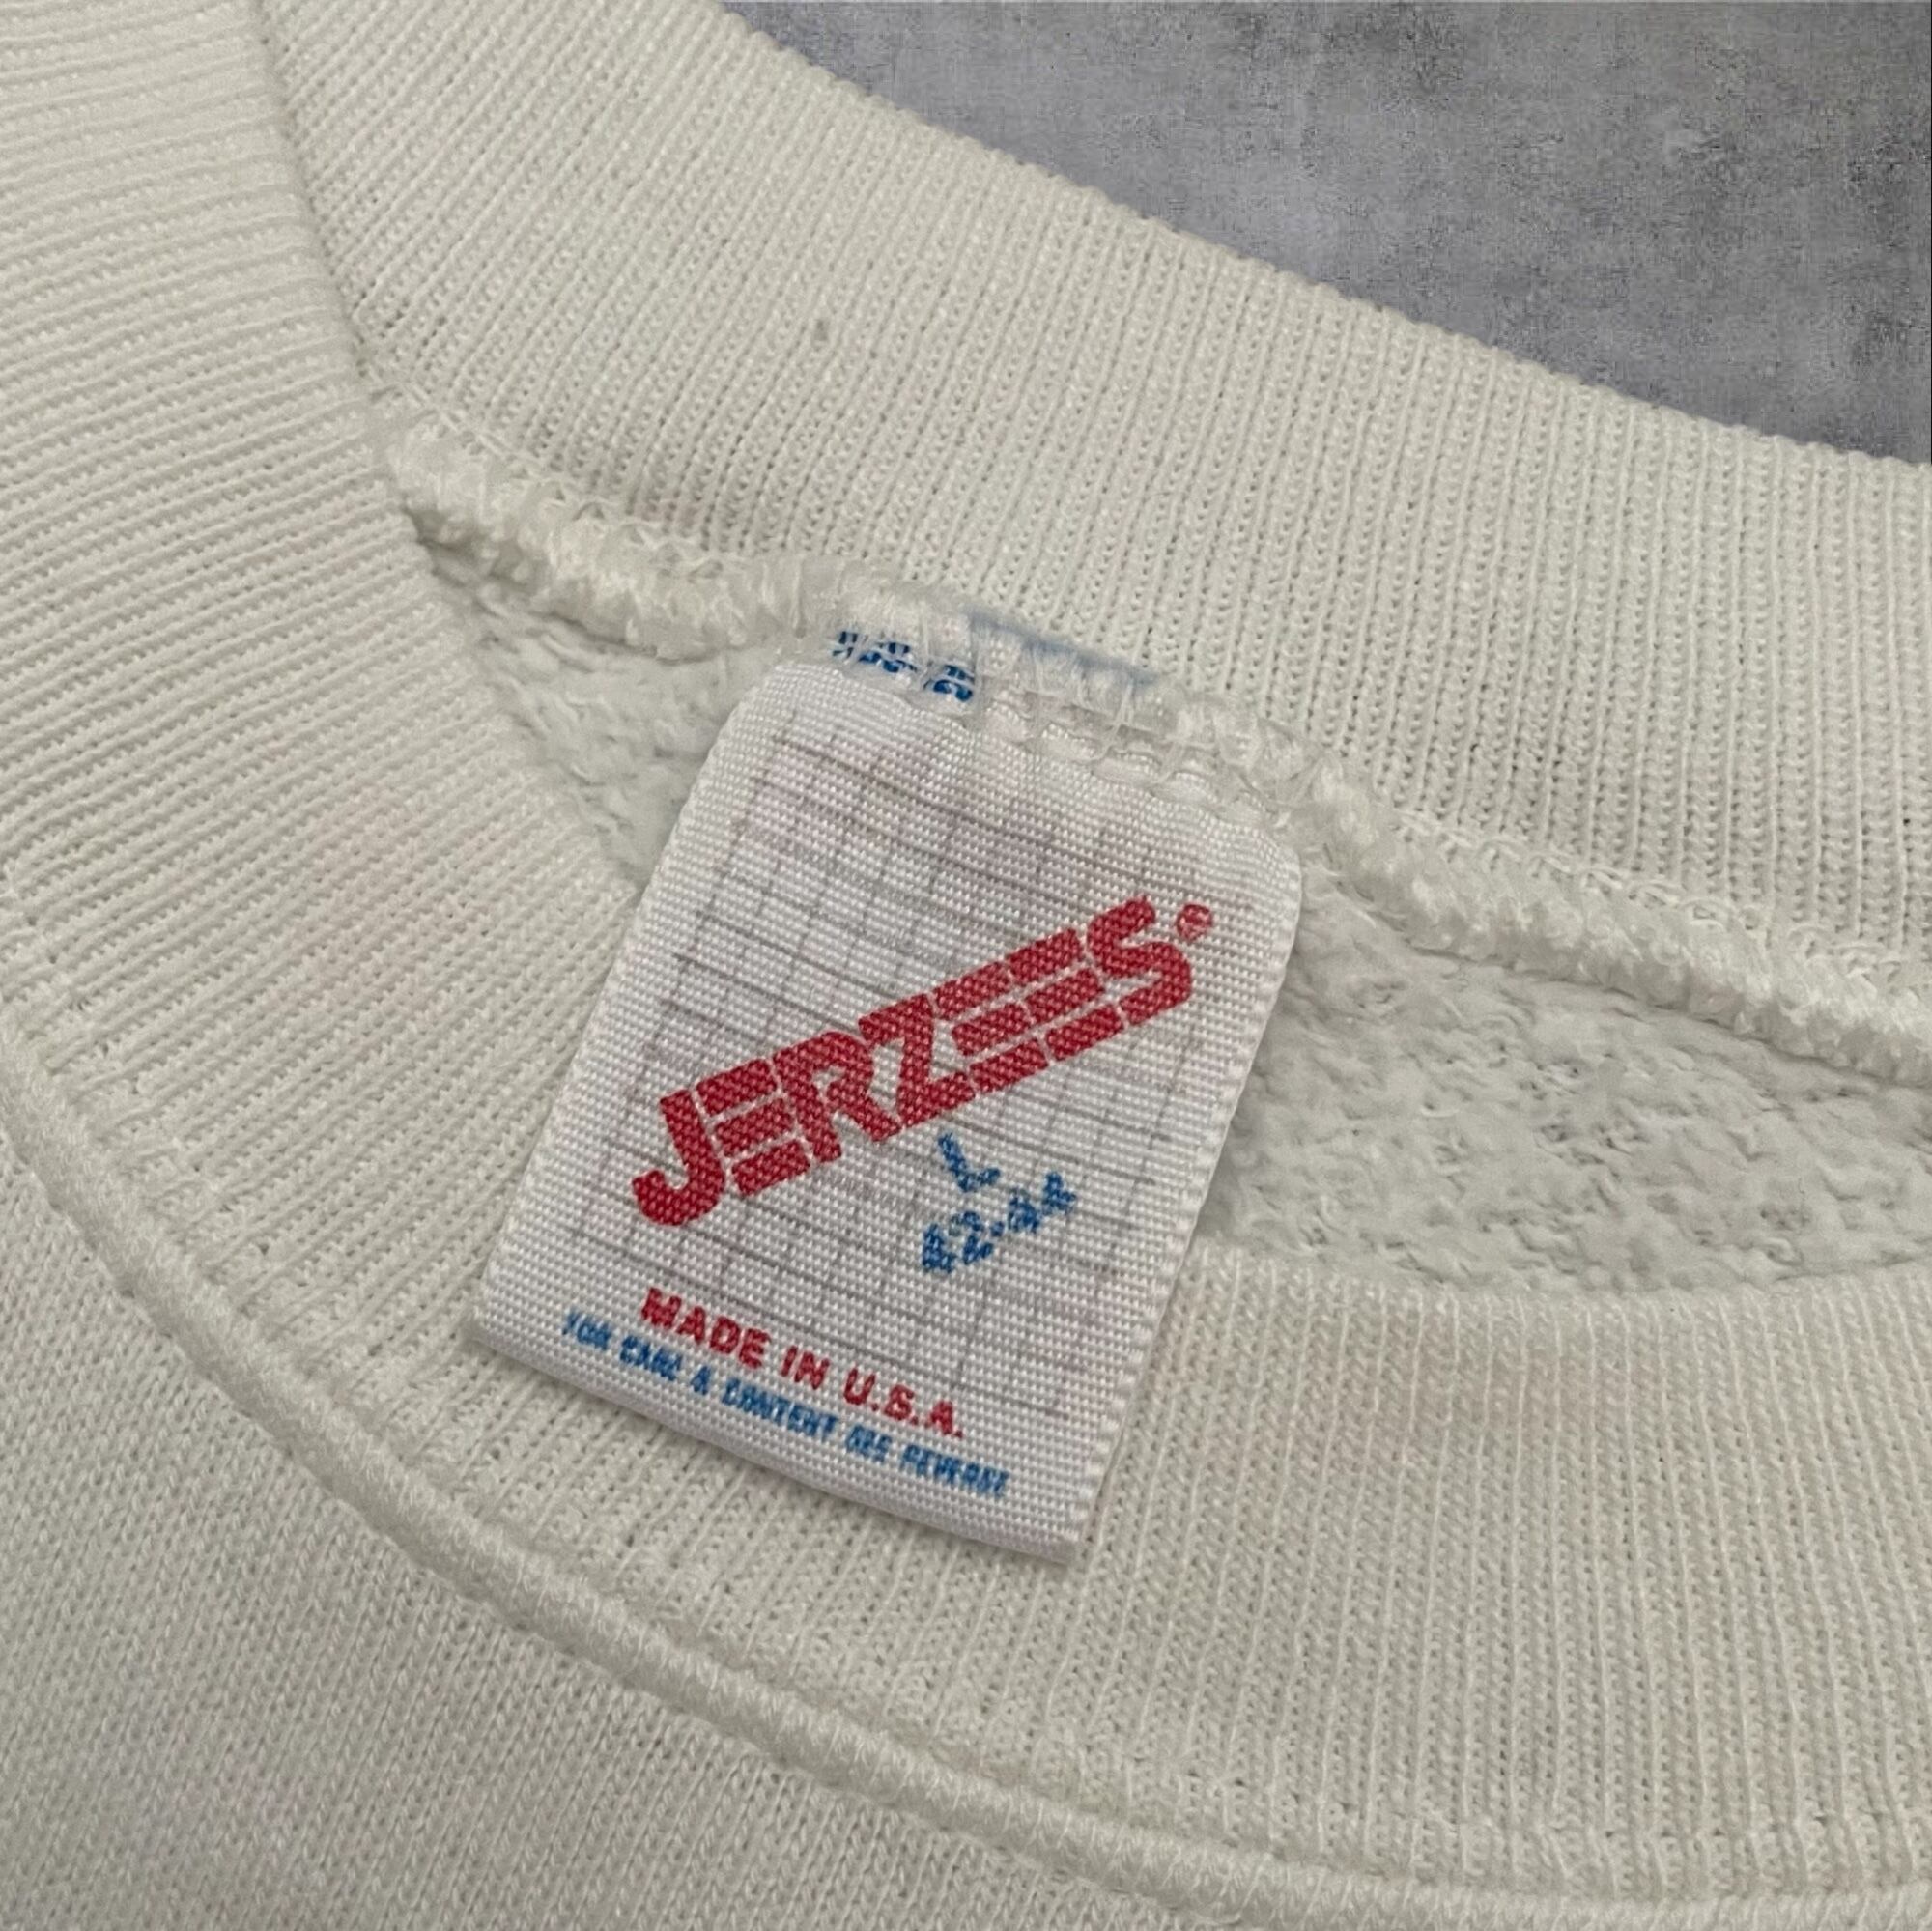 JERZEES®
L
42-44
MADE IN U.S.A.
FOR CARE & CONTENT SEE REVERSE